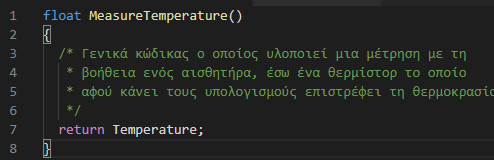 1 float MeasureTemperature()
2 {
3 /* Γενικά κώδικας ο οποίος υλοποιεί μια μέτρηση με τη
4 * βοήθεια ενός αισθητήρα, έσω ένα θερμίστορ το οποίο
5 * αφού κάνει τους υπολογισμούς επιστρέφει τη θερμοκρασία
6 */
7 return Temperature;
8 }